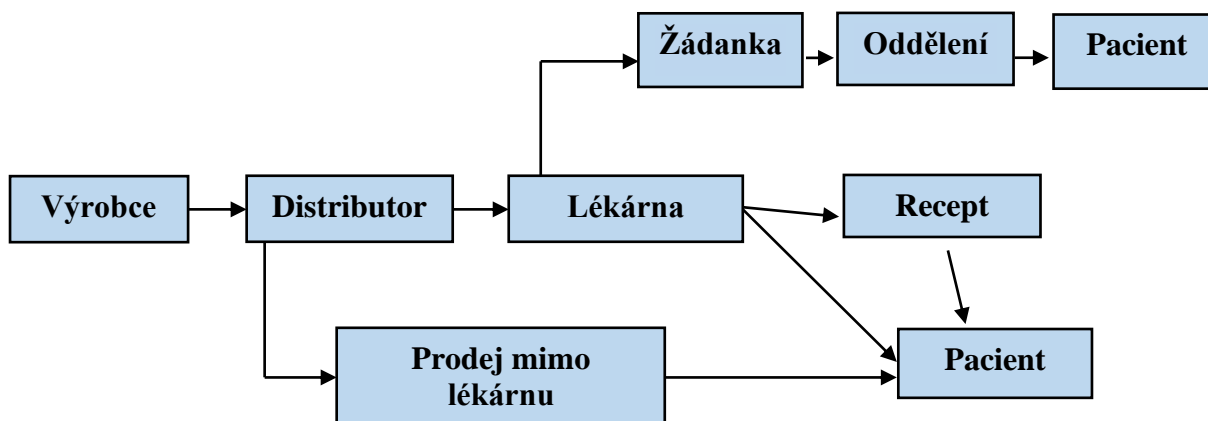 Žádanka
Oddělení
Pacient
Výrobce
Distributor
Lékárna
Recept
Prodej mimo
lékárnu
Pacient